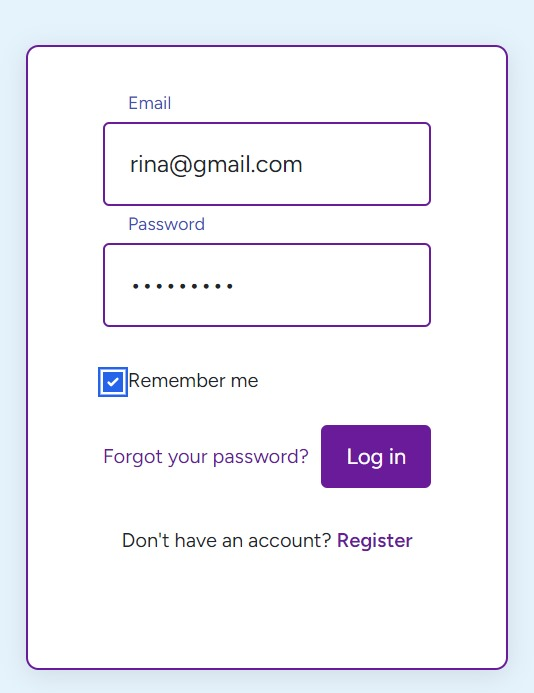 Email
rina@gmail.com
Password
•••••••••
Remember me
Forgot your password? Log in
Don't have an account? Register